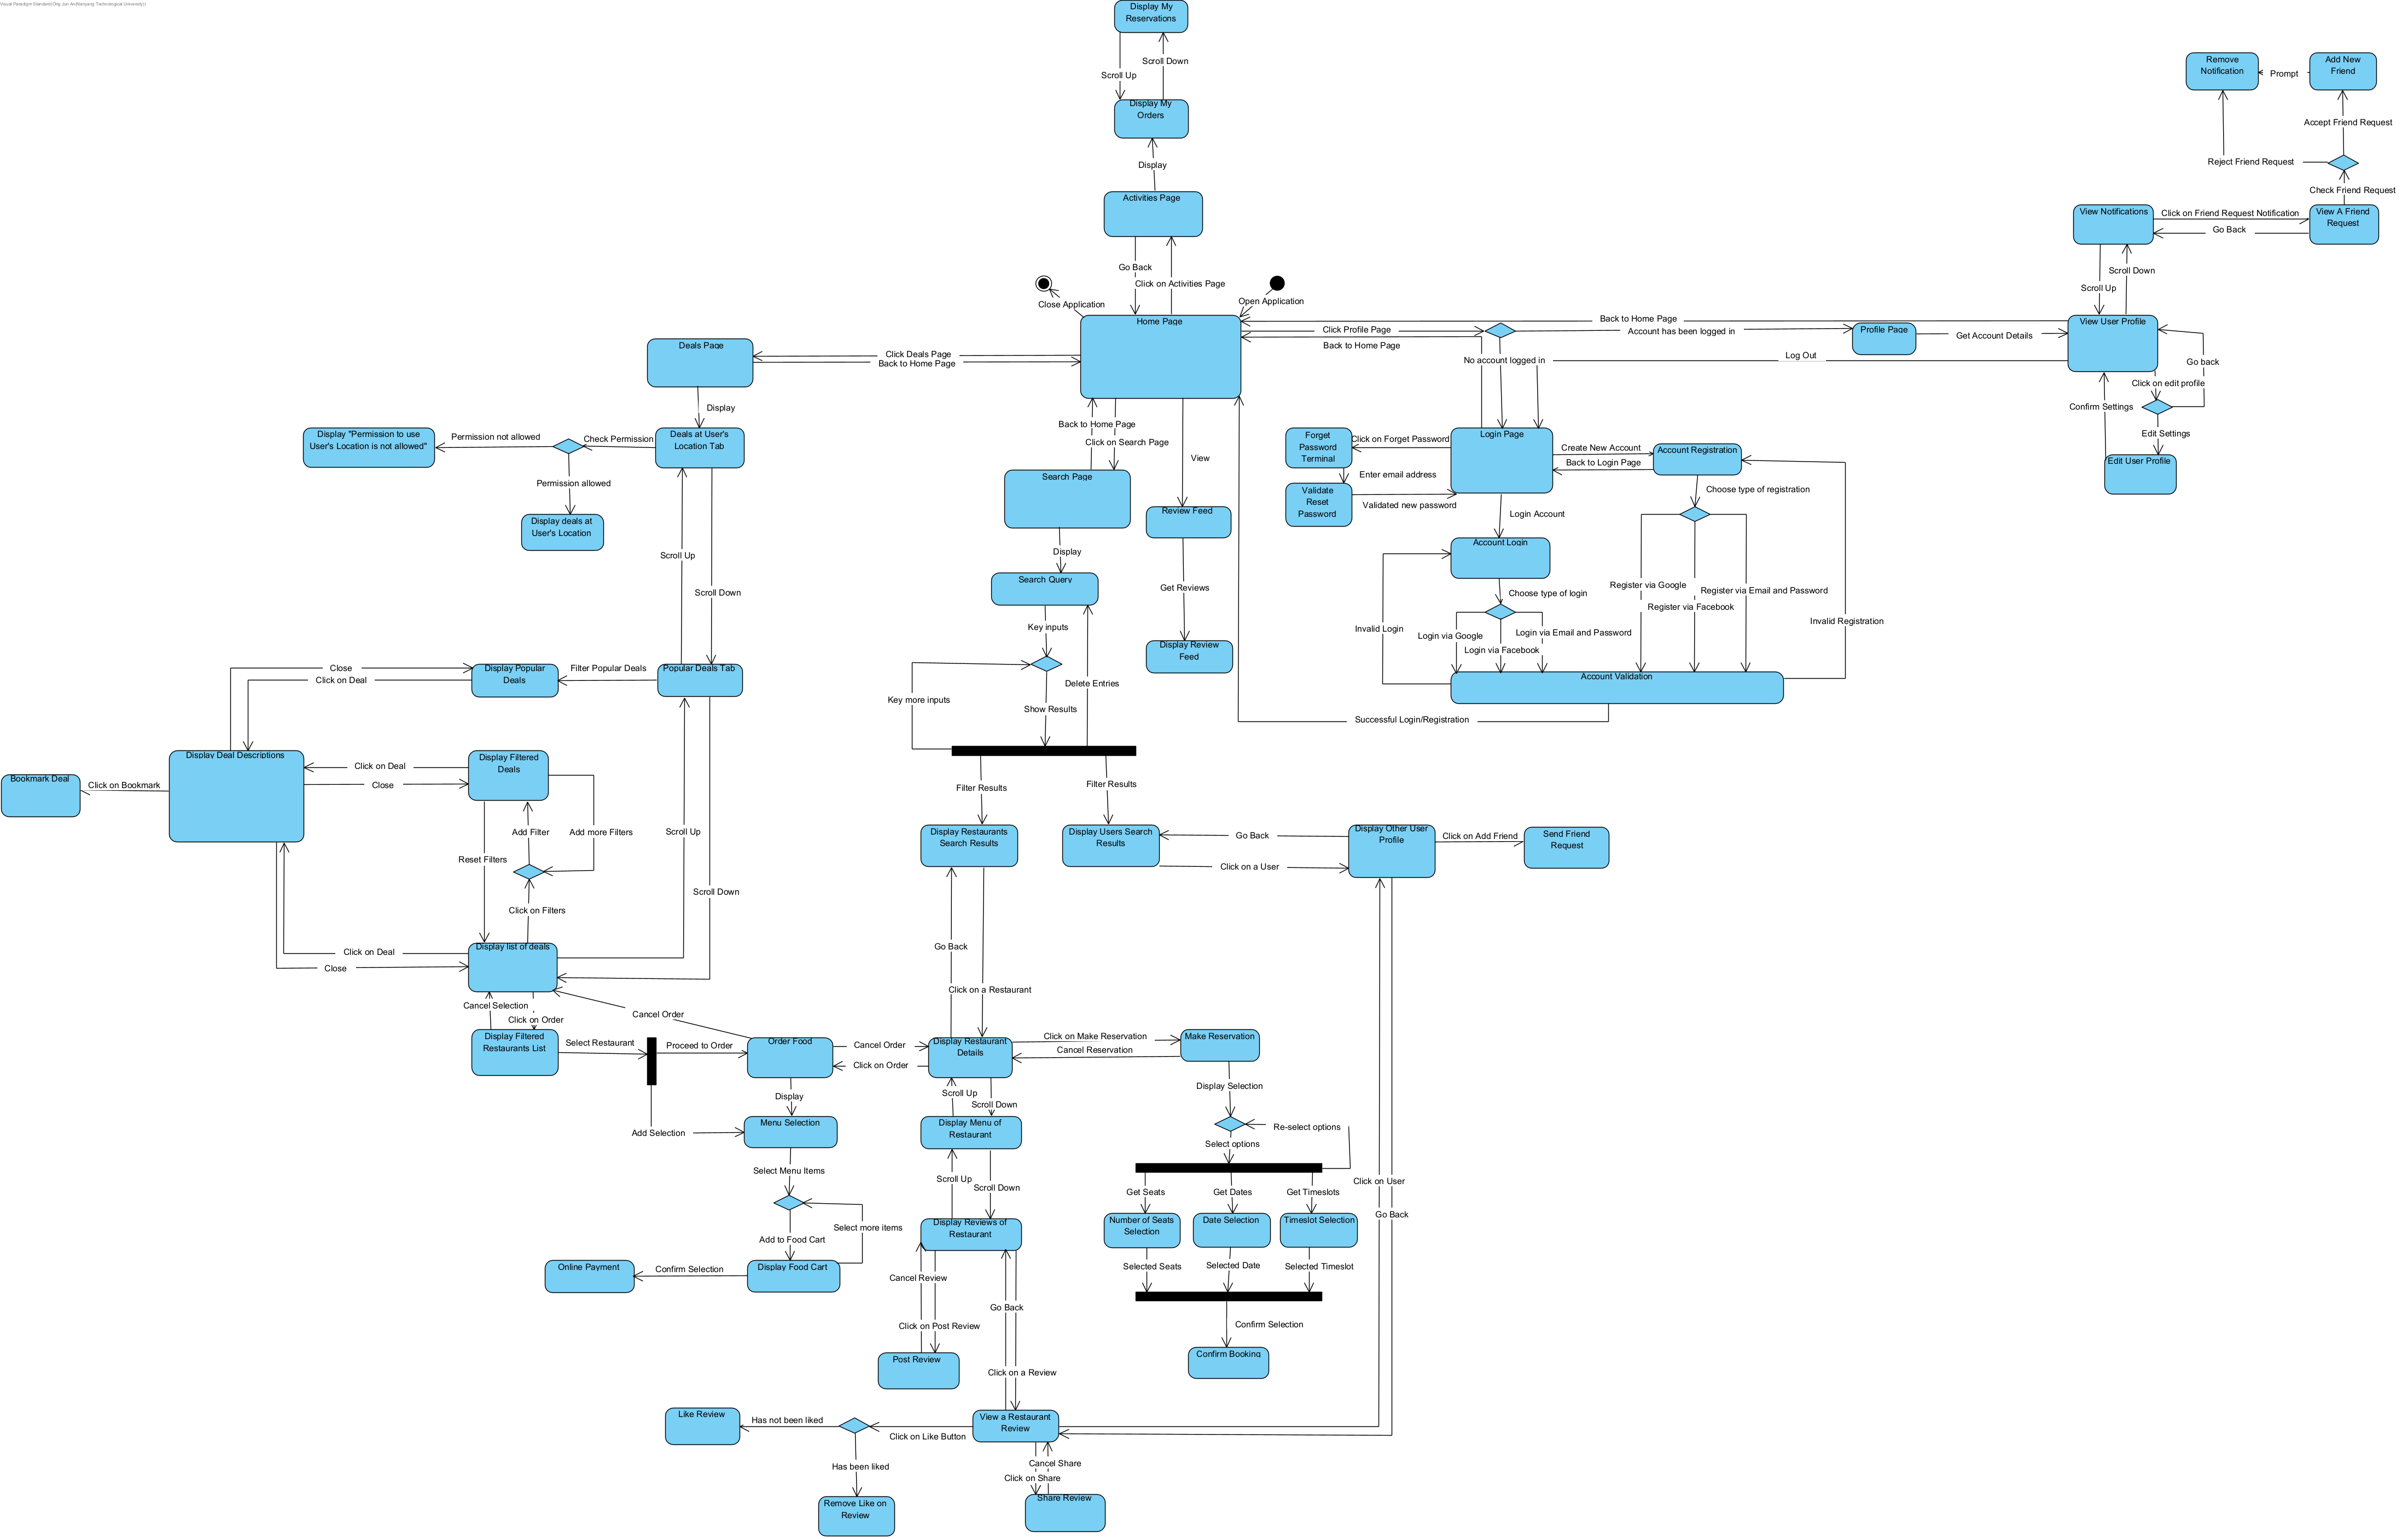 Visual Paradigm Standard(Ong Jun An(Nanyang Technological University))
Display My
Reservations
Scroll Down
Scroll Up
Display My
Orders
Display
Activities Page
Go Back
Click on Activities Page
Close Application
Open Application
Home Page
Remove
Notification
Prompt
Add New
Friend
Accept Friend Request
Reject Friend Request
Check Friend Request
View Notifications
Click on Friend Request Notification
Go Back
View A Friend
Request
Scroll Down
Scroll Up
Back to Home Page
Click Profile Page
Account has been logged in
Back to Home Page
Profile Page
Get Account Details
View User Profile
No account logged in
Log Out
Go back
Click on edit profile
Confirm Settings
Edit Settings
Edit User Profile
Deals Page
Click Deals Page
Back to Home Page
Display
Display "Permission to use
User's Location is not allowed"
Permission not allowed
Check Permission
Deals at User's
Location Tab
Permission allowed
Display deals at
User's Location
Scroll Up
Scroll Down
Back to Home Page
Click on Search Page
View
Search Page
Review Feed
Display
Search Query
Get Reviews
Key inputs
Display Review
Feed
Delete Entries
Key more inputs
Show Results
Forget
Password
Terminal
Click on Forget Password
Login Page
Create New Account
Back to Login Page
Account Registration
Enter email address
Validate
Reset
Password
Validated new password
Choose type of registration
Login Account
Account Login
Choose type of login
Register via Google
Register via Email and Password
Register via Facebook
Invalid Login
Login via Google
Login via Email and Password
Login via Facebook
Invalid Registration
Account Validation
Successful Login/Registration
Close
Click on Deal
Display Popular
Deals
Filter Popular Deals
Popular Deals Tab
Display Deal Descriptions
Bookmark Deal
Click on Bookmark
Click on Deal
Close
Display Filtered
Deals
Add Filter
Add more Filters
Reset Filters
Click on Filters
Scroll Up
Scroll Down
Click on Deal
Close
Display list of deals
Cancel Selection
Click on Order
Display Filtered
Restaurants List
Select Restaurant
Proceed to Order
Cancel Order
Order Food
Cancel Order
Click on Order
Add Selection
Display
Menu Selection
Select Menu Items
Select more items
Add to Food Cart
Online Payment
Confirm Selection
Display Food Cart
Filter Results
Filter Results
Display Restaurants
Search Results
Display Users Search
Results
Go Back
Click on a User
Display Other User
Profile
Click on Add Friend
Send Friend
Request
Go Back
Click on a Restaurant
Display Restaurant
Details
Click on Make Reservation
Cancel Reservation
Make Reservation
Scroll Up
Scroll Down
Display Menu of
Restaurant
Scroll Up
Scroll Down
Display Reviews of
Restaurant
Display Selection
Re-select options
Select options
Get Seats
Get Dates
Get Timeslots
Number of Seats
Selection
Date Selection
Timeslot Selection
Selected Seats
Selected Date
Selected Timeslot
Confirm Selection
Confirm Booking
Click on User
Go Back
Cancel Review
Click on Post Review
Post Review
Go Back
Click on a Review
View a Restaurant
Review
Like Review
Has not been liked
Click on Like Button
Has been liked
Remove Like on
Review
Cancel Share
Click on Share
Share Review